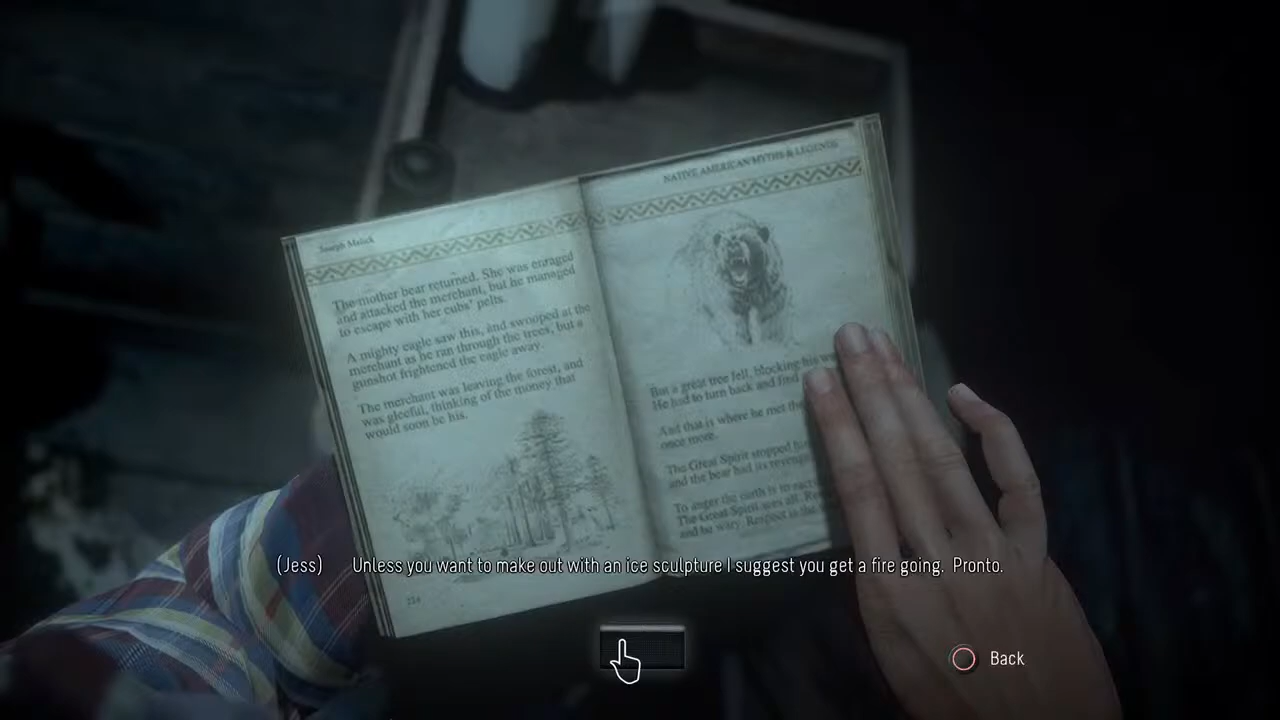 NATIVE AMERICAN MYTHS & LEGENDS
Joseph Malick
The mother bear returned. She was enraged
and attacked the merchant, but he managed
to escape with her cubs' pelts.
A mighty eagle saw this, and swooped at the
merchant as he ran through the trees, but a
gunshot frightened the eagle away.
The merchant was leaving the forest, and
was gleeful, thinking of the money that
would soon be his.
But a great tree fell, blocking his
He had to turn back and find
And that is where he met the
once more.
The Great Spirit stopped
and the bear had its revenge
To anger the earth is to
The Great Spirit sees all.
and be wary. Respect is the
(Jess) Unless you want to make out with an ice sculpture I suggest you get a fire going. Pronto.
Back